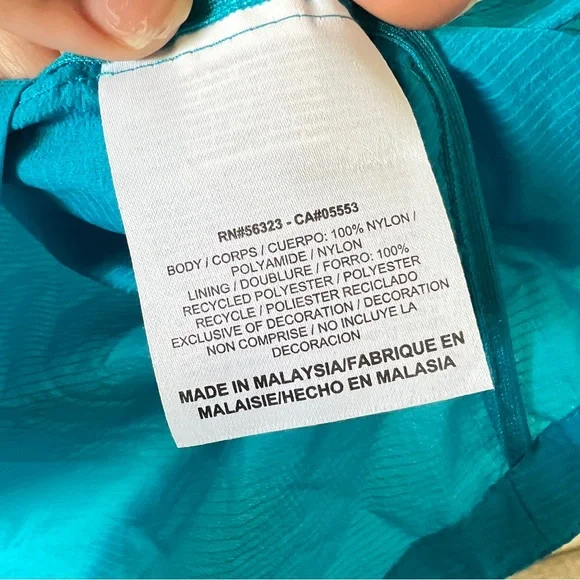 RN#56323 - CA#05553
BODY / CORPS / CUERPO: 100% NYLON /
POLYAMIDE / NYLON
LINING / DOUBLURE / FORRO: 100%
RECYCLED POLYESTER / POLYESTER
RECYCLE / POLIESTER RECICLADO
EXCLUSIVE OF DECORATION / DECORATION
NON COMPRISE / NO INCLUYE LA
DECORACION
MADE IN MALAYSIA/FABRIQUE EN
MALAISIE/HECHO EN MALASIA